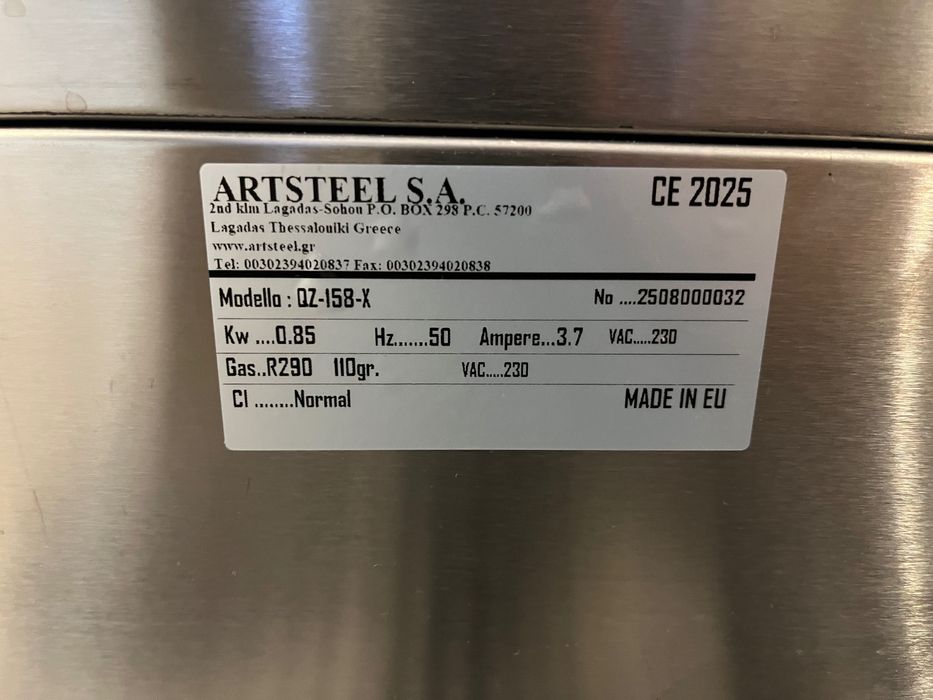 ARTSTEEL S.A. CE 2025
2nd klm Lagadas-Sohou P.O. BOX 298 P.C. 57200
Lagadas Thessalouiki Greece
www.artsteel.gr
Tel: 00302394020837 Fax: 00302394020838
Modello : QZ-158-X No ....2508000032
Kw ....0.85 Hz.......50 Ampere...3.7 VAC.....230
Gas..R290 110gr. VAC.....230
Cl ........Normal MADE IN EU